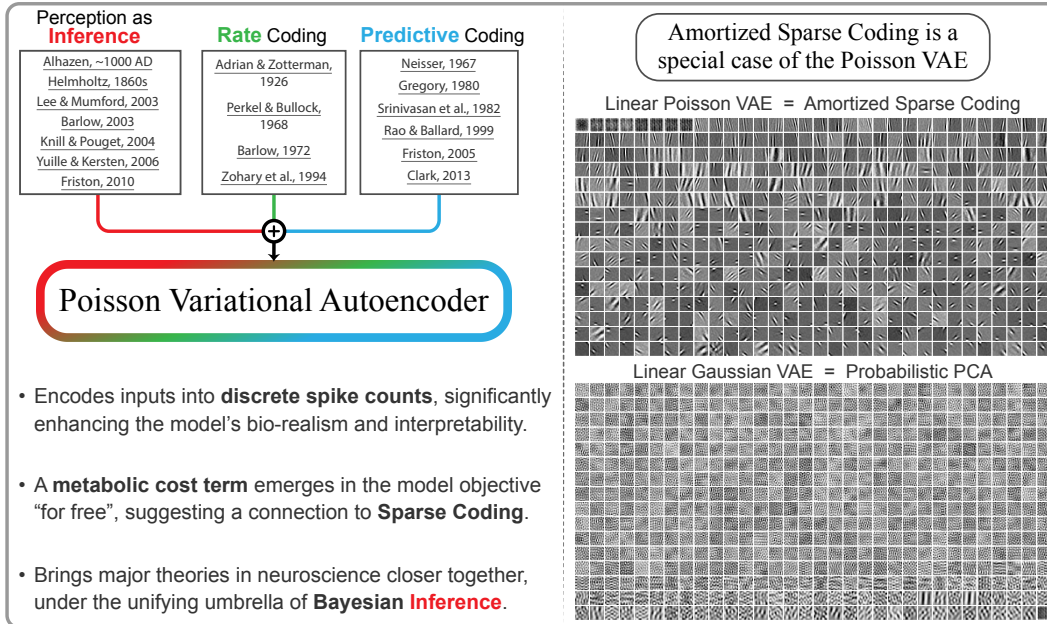 Perception as
Inference
Alhazen, ~1000 AD
Helmholtz, 1860s
Lee & Mumford, 2003
Barlow, 2003
Knill & Pouget, 2004
Yuille & Kersten, 2006
Friston, 2010
Rate Coding
Adrian & Zotterman,
1926
Perkel & Bullock,
1968
Barlow, 1972
Zohary et al., 1994
Predictive Coding
Neisser, 1967
Gregory, 1980
Srinivasan et al., 1982
Rao & Ballard, 1999
Friston, 2005
Clark, 2013
+
Poisson Variational Autoencoder
• Encodes inputs into discrete spike counts, significantly
enhancing the model's bio-realism and interpretability.
• A metabolic cost term emerges in the model objective
“for free”, suggesting a connection to Sparse Coding.
• Brings major theories in neuroscience closer together,
under the unifying umbrella of Bayesian Inference.
Amortized Sparse Coding is a
special case of the Poisson VAE
Linear Poisson VAE = Amortized Sparse Coding
Linear Gaussian VAE = Probabilistic PCA